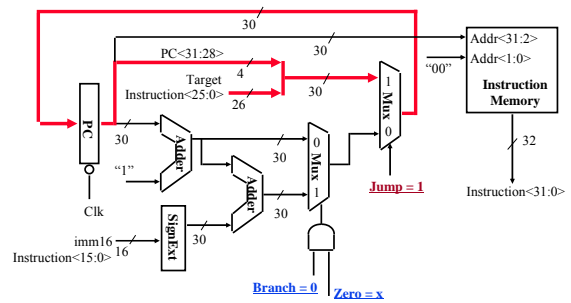 30
30
Addr<31:2>
PC<31:28>
Addr<1:0>
4
"00"
Target
Instruction<25:0>
26
30
1
Mux
0
Instruction
Memory
PC
30
Adder
30
0
Mux
1
32
"1"
Adder
30
Jump = 1
Instruction<31:0>
Clk
SignExt
30
imm16
16
Instruction<15:0>
Branch = 0
Zero = x